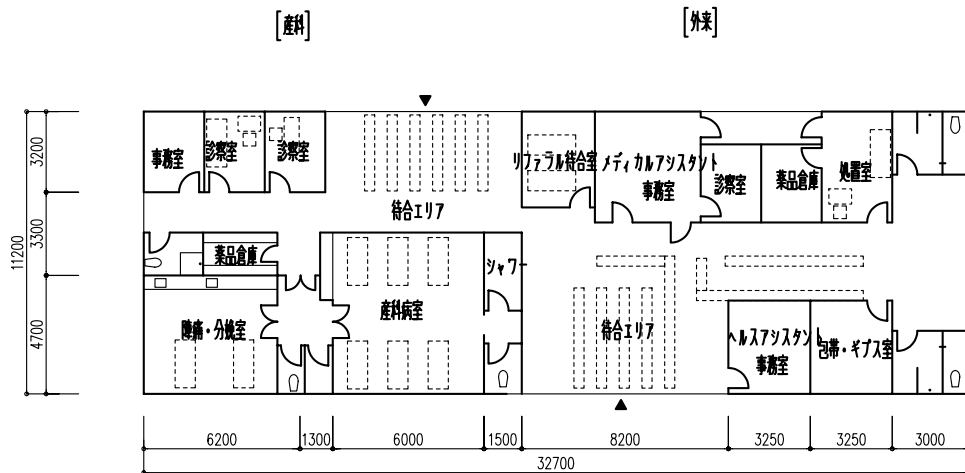 [産科]
[外来]
事務室
診察室
診察室
リファラル待合室
メディカルアシスタント
事務室
診察室
薬品倉庫
処置室
待合エリア
薬品倉庫
シャワー
陣痛・分娩室
産科病室
待合エリア
ヘルスアシスタント
事務室
包帯・ギプス室
3200
3300
4700
11200
6200
1300
6000
1500
8200
3250
3250
3000
32700